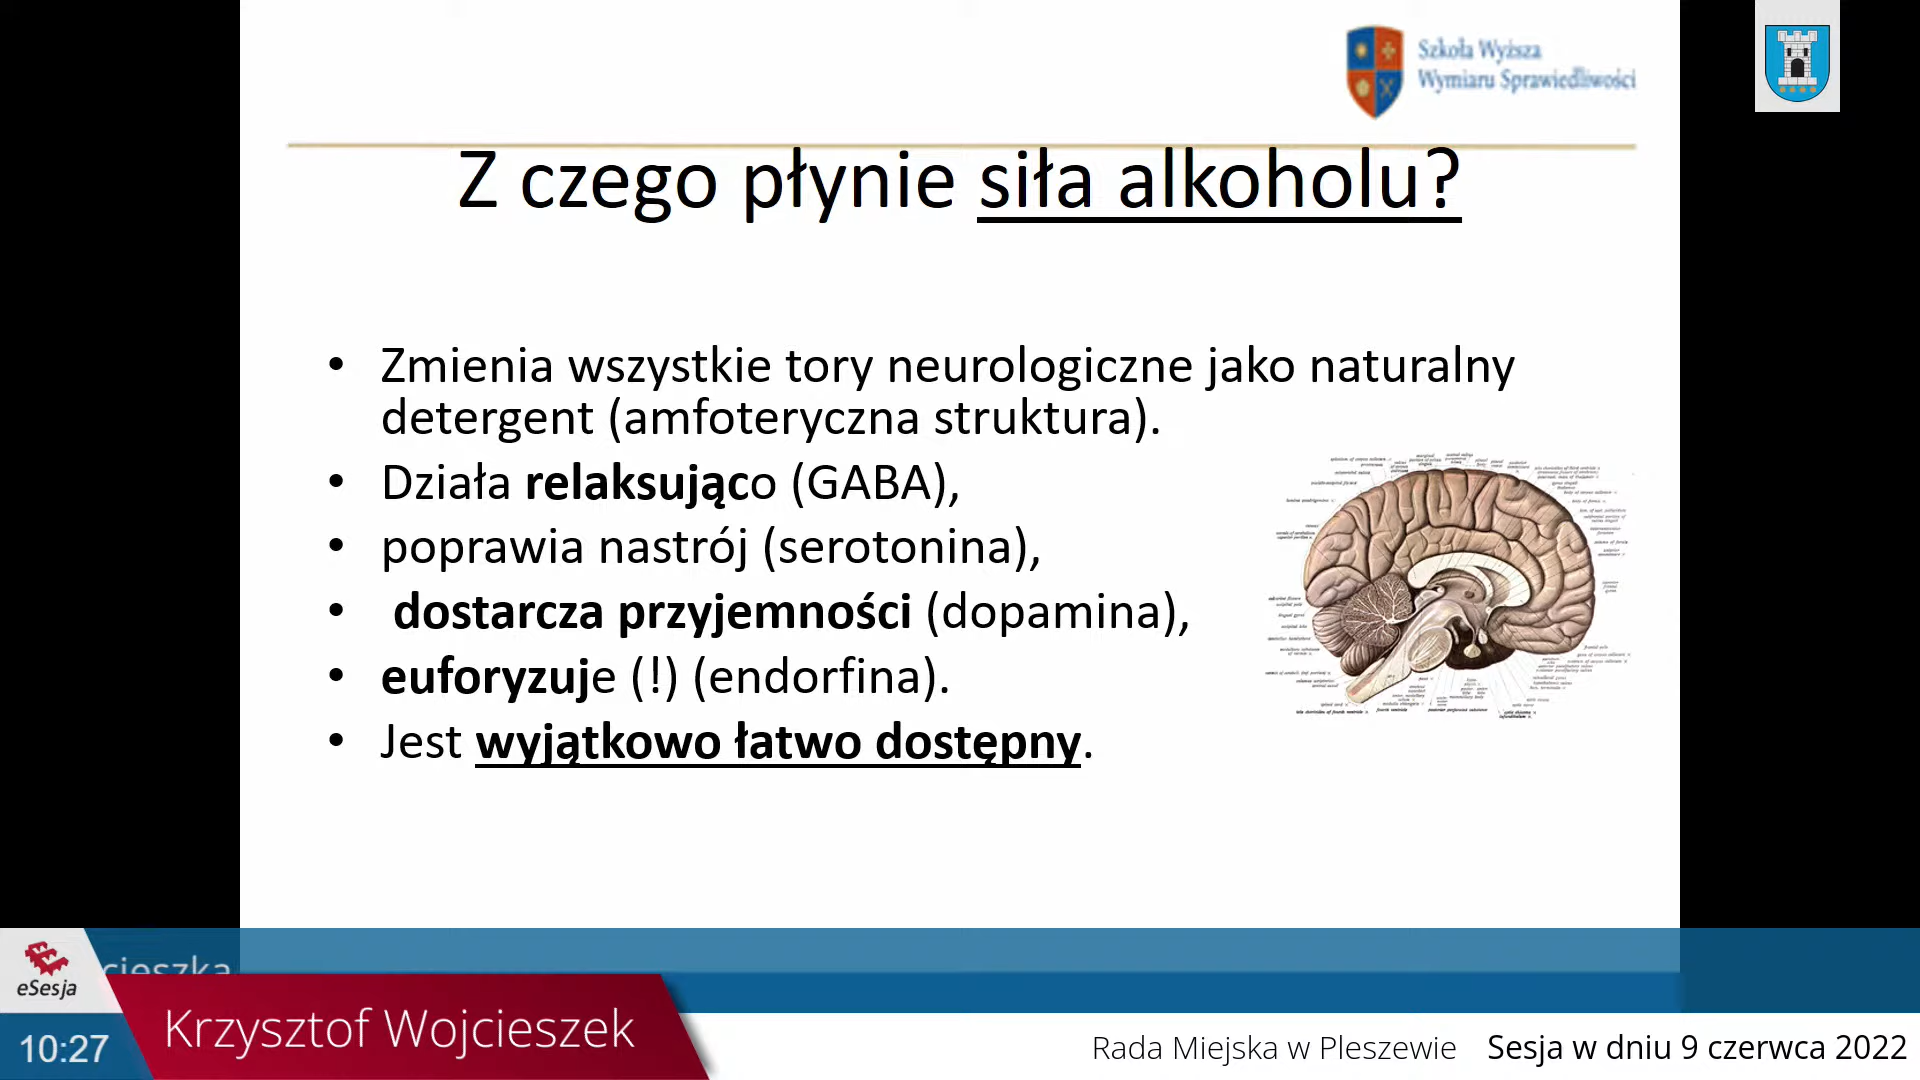 Szkoła Wyższa
Wymiaru Sprawiedliwości
Z czego płynie siła alkoholu?
• Zmienia wszystkie tory neurologiczne jako naturalny
detergent (amfoteryczna struktura).
• Działa relaksująco (GABA),
• poprawia nastrój (serotonina),
• dostarcza przyjemności (dopamina),
• euforyzuje (!) (endorfina).
• Jest wyjątkowo łatwo dostępny.
eSesja
10:27
Krzysztof Wojcieszek
Rada Miejska w Pleszewie Sesja w dniu 9 czerwca 2022